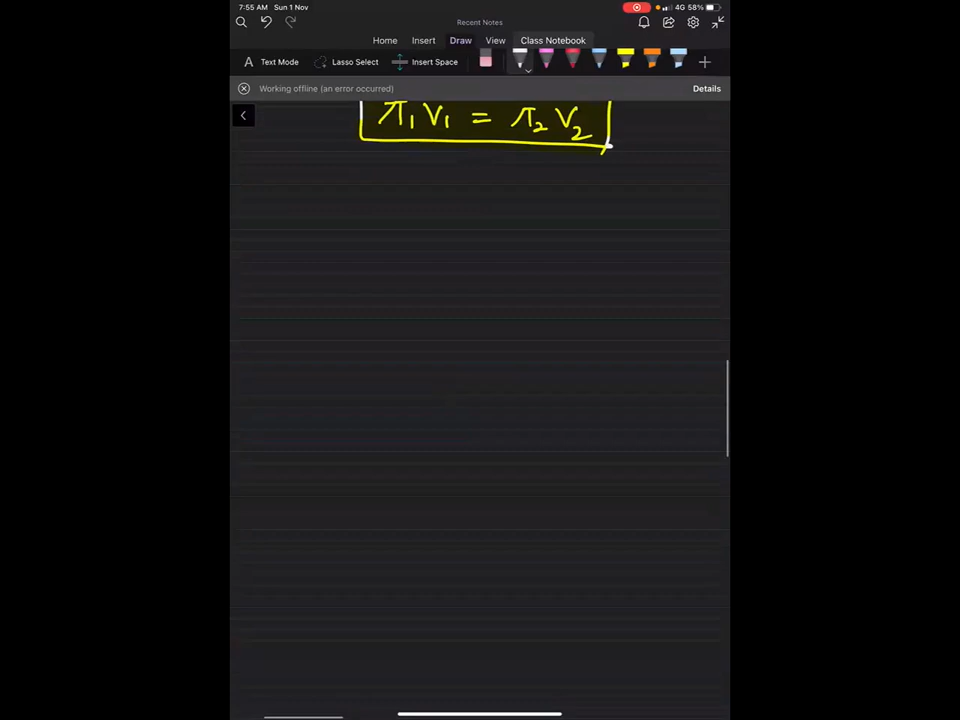 7:55 AM Sun 1 Nov 4G 58%
Recent Notes
Home Insert Draw View Class Notebook
Text Mode Lasso Select Insert Space
Working offline (an error occurred) Details
π₁V₁ = π₂V₂